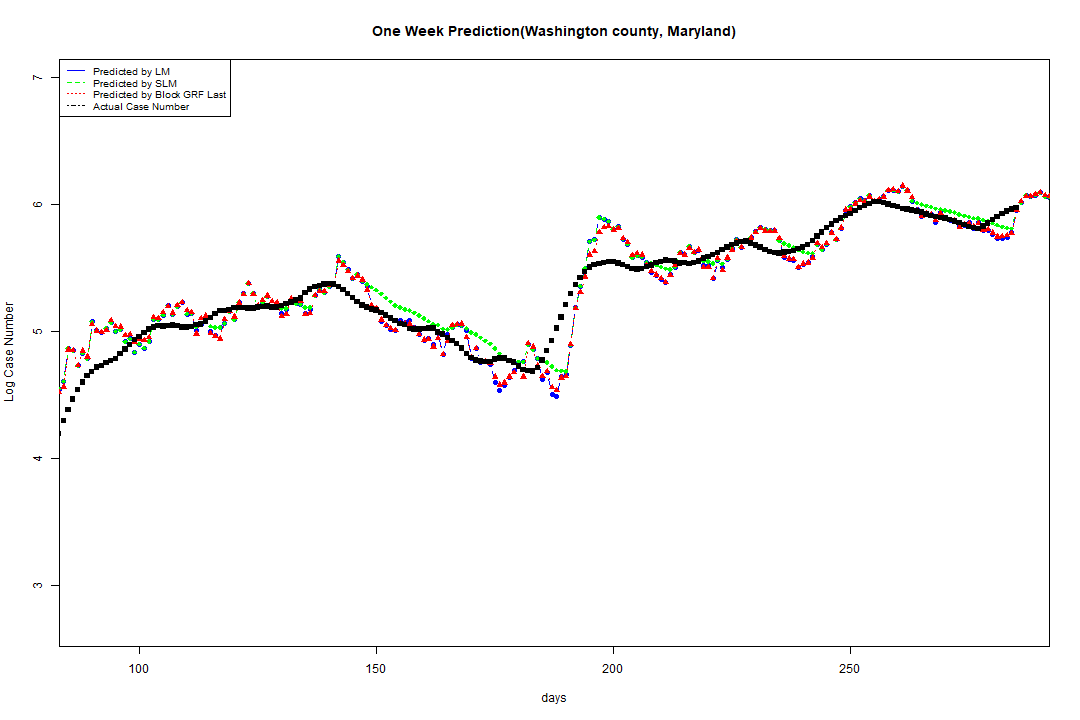 One Week Prediction(Washington county, Maryland)
Predicted by LM
Predicted by SLM
Predicted by Block GRF Last
Actual Case Number
7
6
5
4
3
Log Case Number
100 150 200 250
days